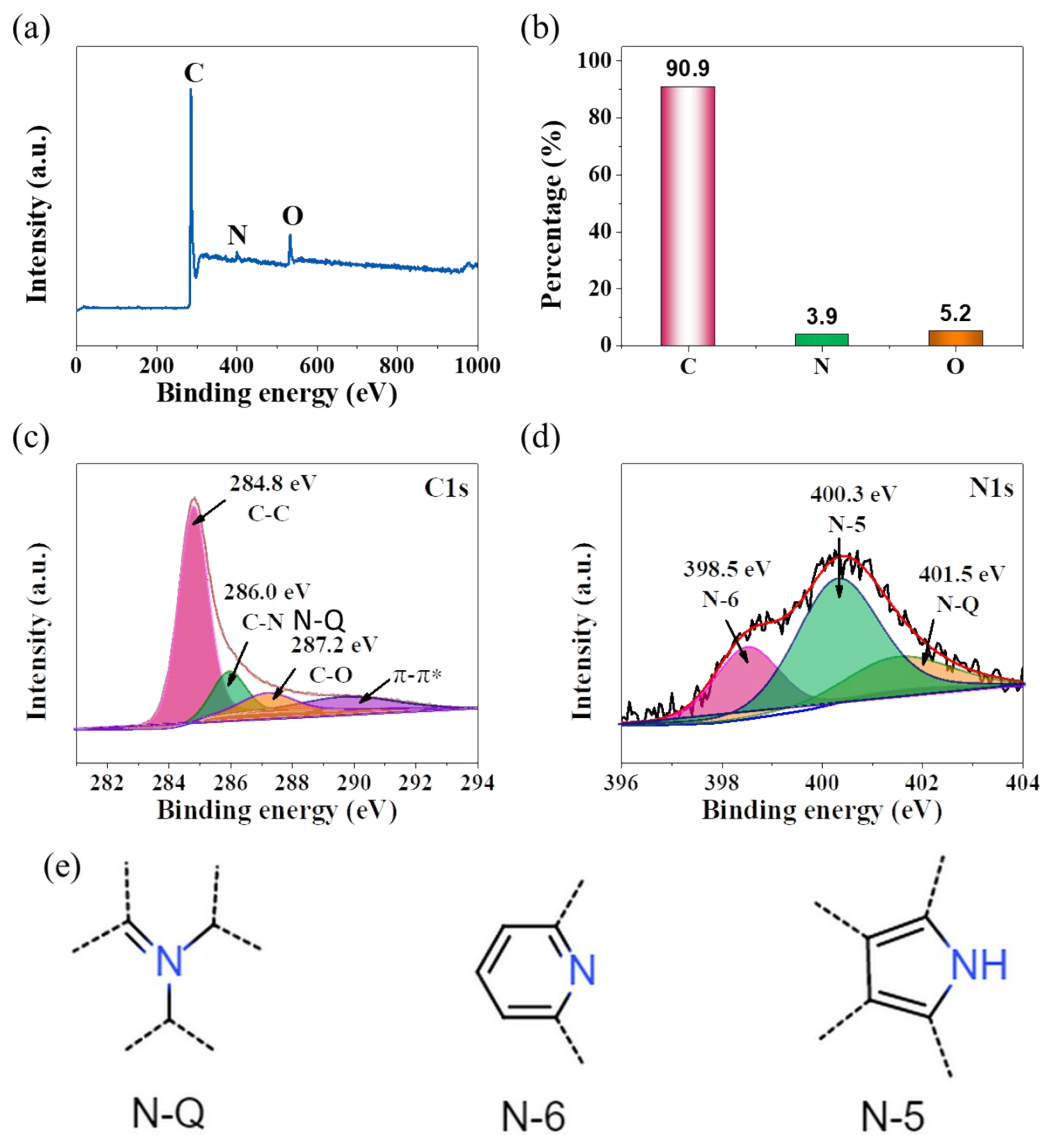 (a)
C
N
O
Intensity (a.u.)
0 200 400 600 800 1000
Binding energy (eV)
(b)
100
80
60
40
20
0
90.9
3.9
5.2
Percentage (%)
C N O
(c)
284.8 eV
C-C
C1s
286.0 eV
C-N N-Q
287.2 eV
C-O
π-π*
Intensity (a.u.)
282 284 286 288 290 292 294
Binding energy (eV)
(d)
N1s
400.3 eV
N-5
398.5 eV
N-6
401.5 eV
N-Q
Intensity (a.u.)
396 398 400 402 404
Binding energy (eV)
(e)
N
N
NH
N-Q
N-6
N-5